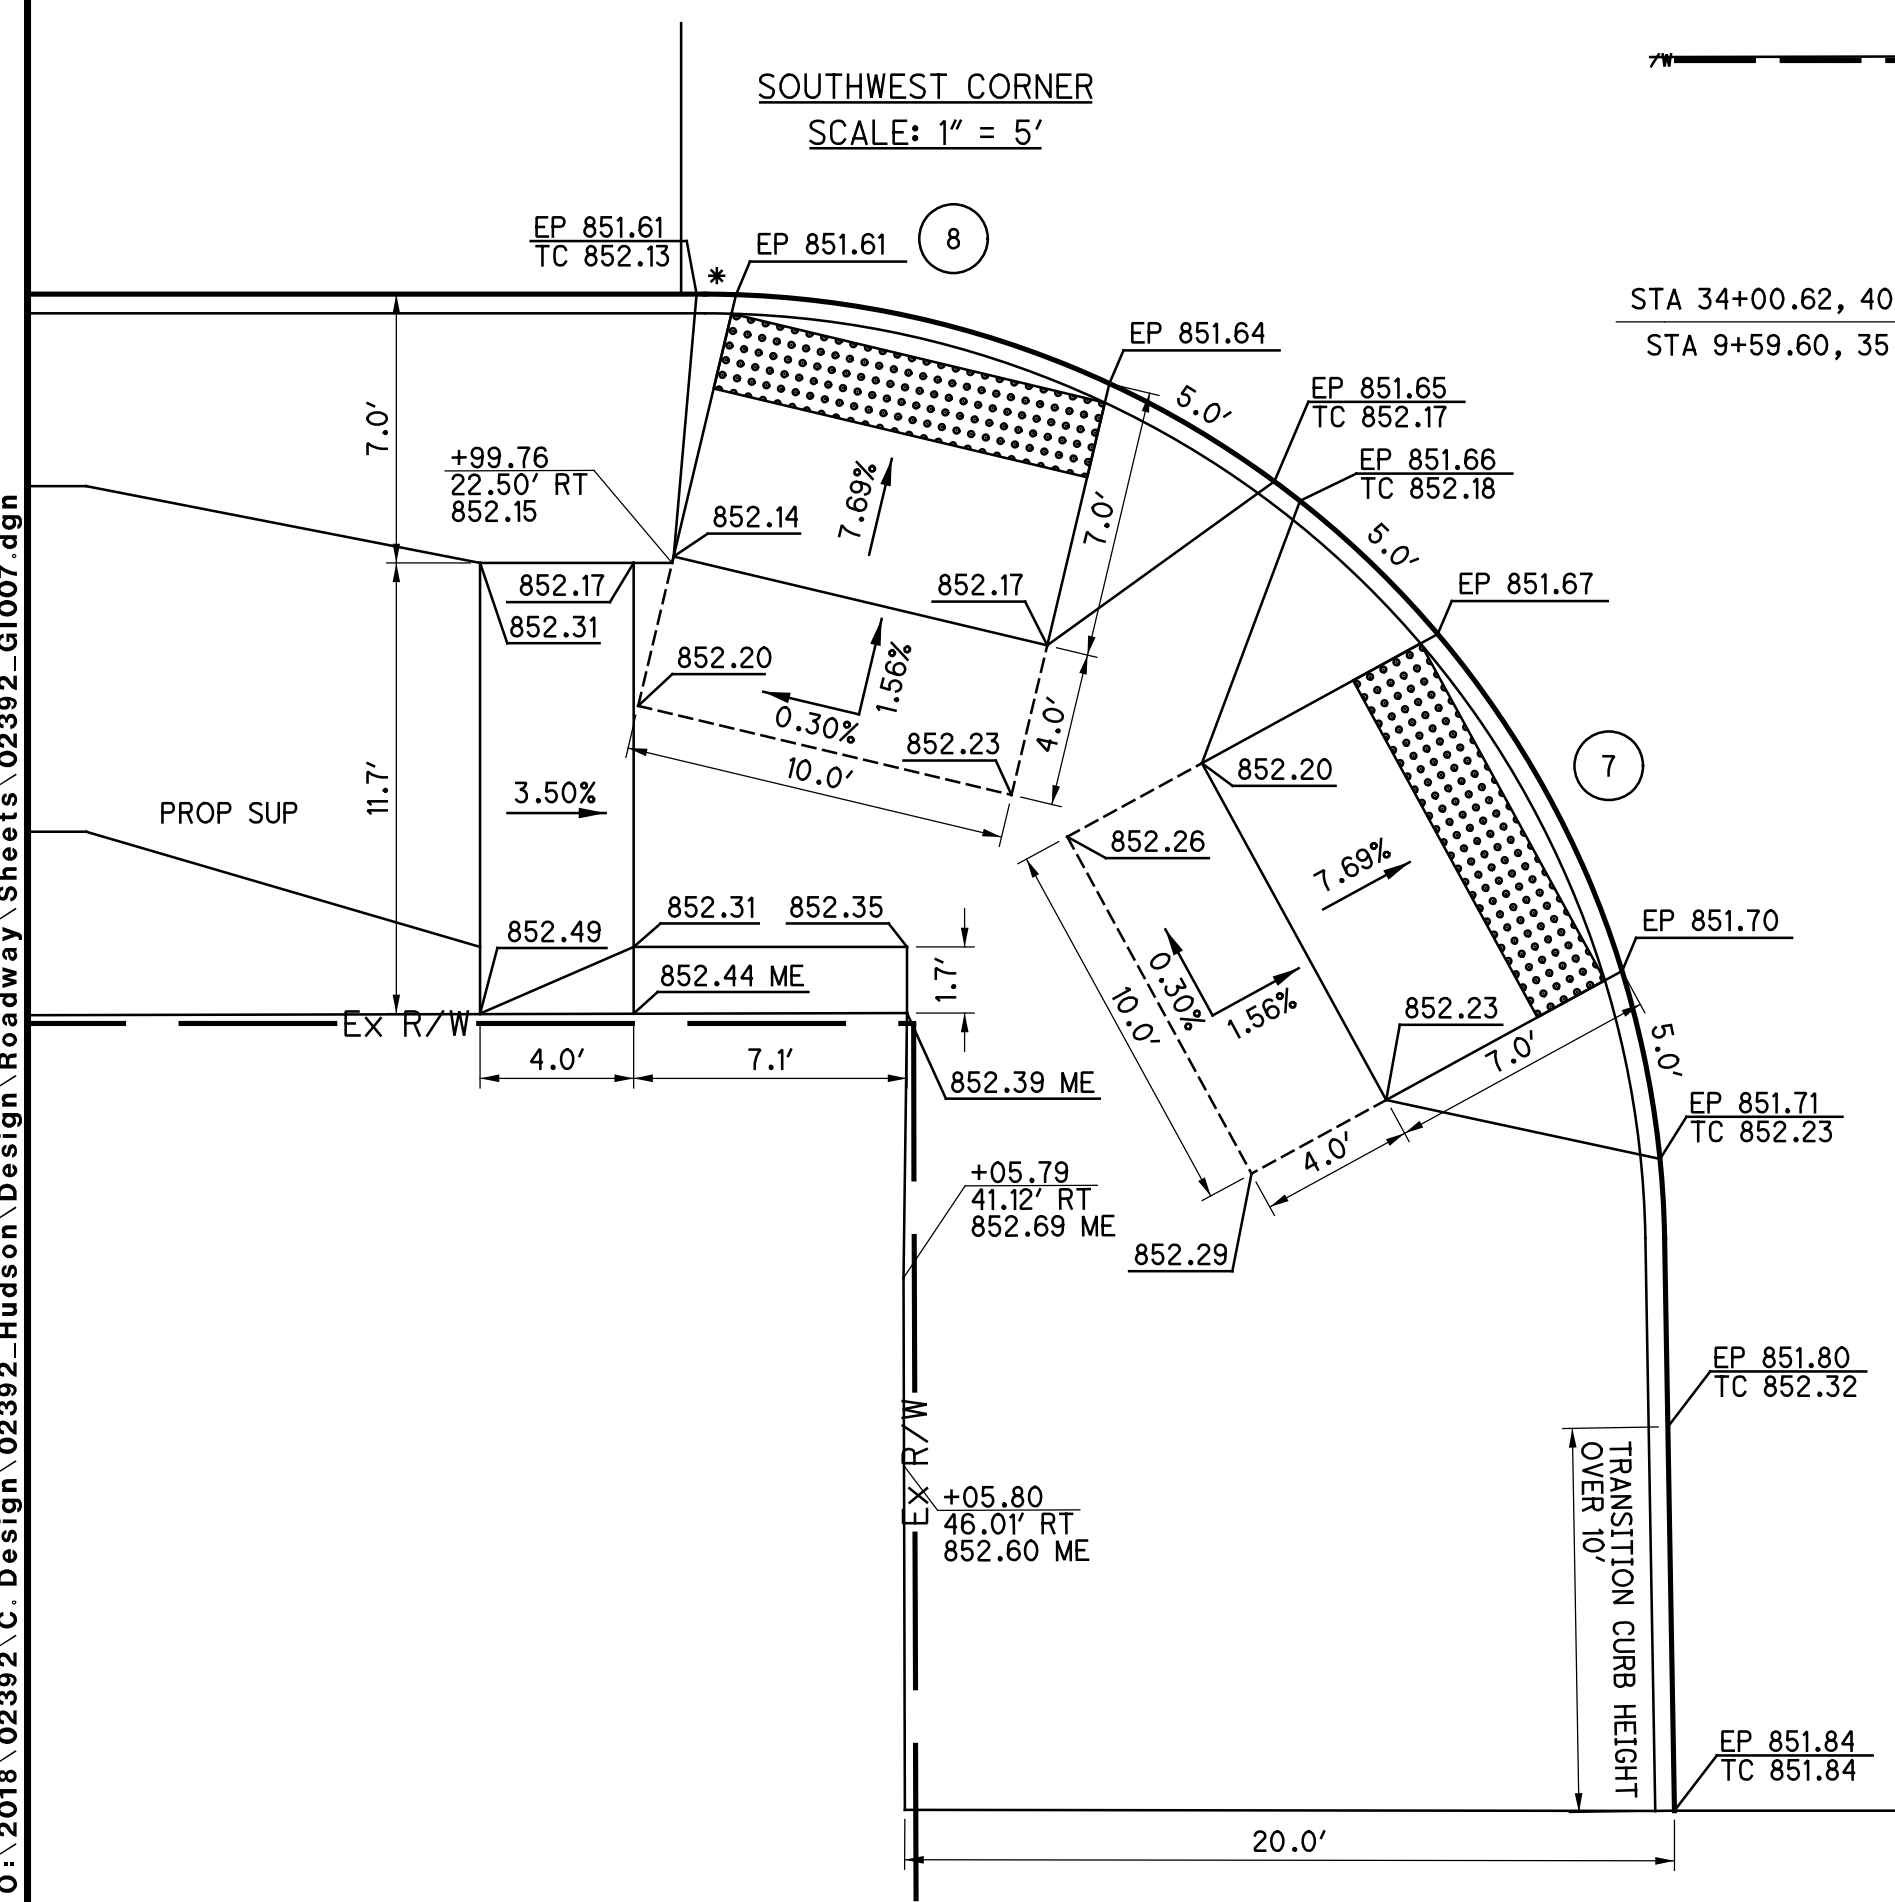 SOUTHWEST CORNER
SCALE: 1" = 5'
/W
EP 851.61
TC 852.13
EP 851.61
*
8
EP 851.64
5.0'
EP 851.65
TC 852.17
EP 851.66
TC 852.18
5.0'
EP 851.67
STA 34+00.62, 40
STA 9+59.60, 35
7.0'
+99.76
22.50' RT
852.15
852.14
7.69%
7.0'
852.17
852.31
852.17
852.20
1.56%
0.30%
852.23
4.0'
10.0'
7
852.20
852.26
7.69%
11.7'
PROP SUP
3.50%
852.49
852.31
852.35
852.44 ME
1.7'
EX R/W
4.0'
7.1'
852.39 ME
0.30%
1.56%
10.0'
852.23
7.0'
4.0'
EP 851.70
5.0'
EP 851.71
TC 852.23
852.29
+05.79
41.12' RT
852.69 ME
EX R/W
+05.80
46.01' RT
852.60 ME
EP 851.80
TC 852.32
TRANSITION CURB HEIGHT
OVER 10'
EP 851.84
TC 851.84
20.0'
O:\2018\02392\C. Design\02392_Hudson\Design\Roadway\Sheets\02392_GI007.dgn